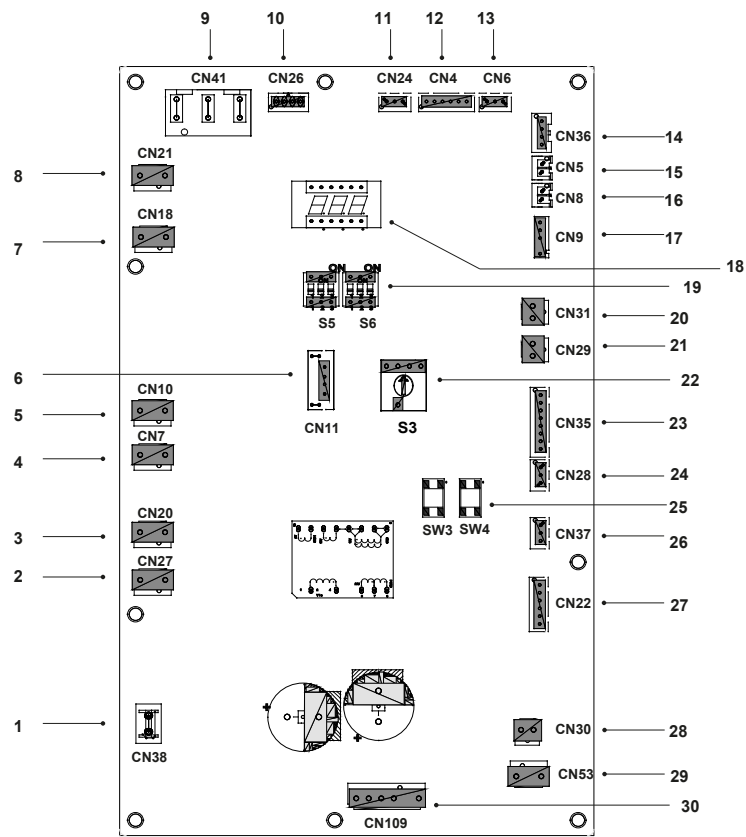 9 10 11 12 13
CN41 CN26 CN24 CN4 CN6
CN36 14
CN21 CN5 15
8 CN8 16
CN18 CN9 17
7
18
ON ON
19
S5 S6
CN31 20
CN29 21
6
22
CN10
5 CN11 S3 CN35 23
CN7
4
CN28 24
25
SW3 SW4
CN20 CN37 26
3
CN27
2
CN22 27
1
CN30 28
CN38
CN53 29
30
CN109